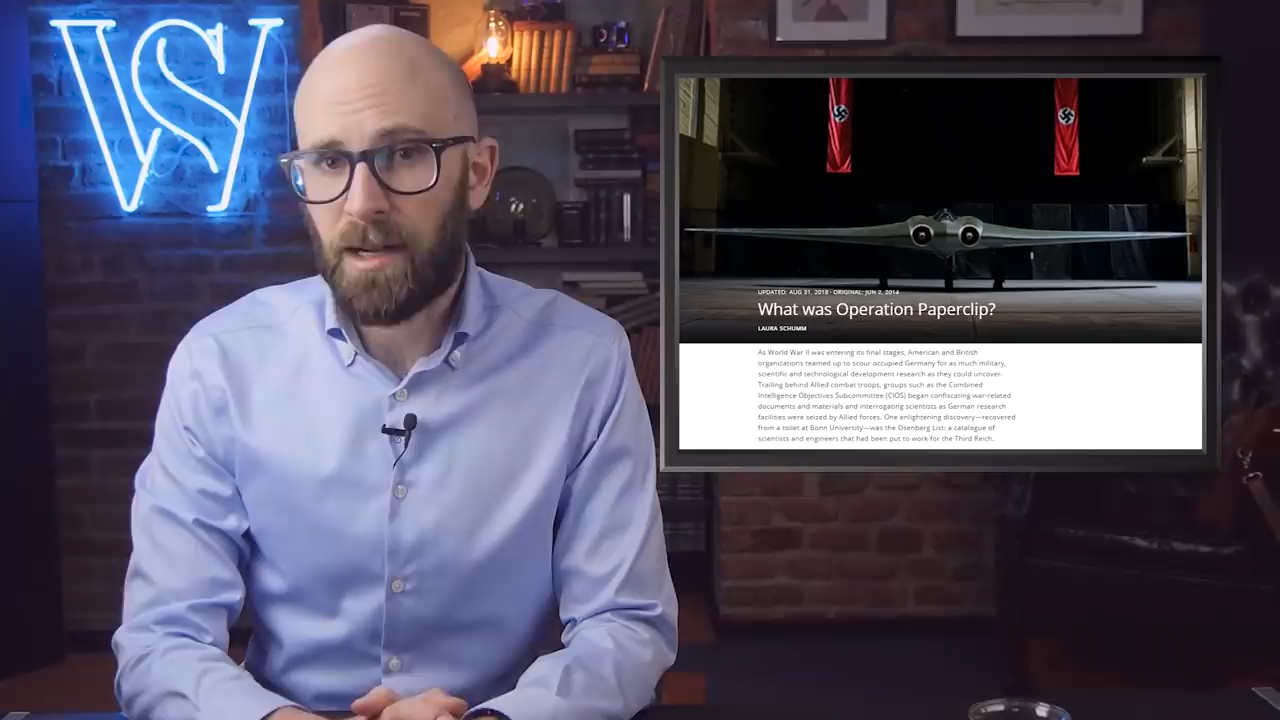 WS
UPDATED: AUG 31, 2018 · ORIGINAL: JUN 2, 2014
What was Operation Paperclip?
LAURA SCHUMM
As World War II was entering its final stages, American and British
organizations teamed up to scour occupied Germany for as much military,
scientific and technological development research as they could uncover.
Trailing behind Allied combat troops, groups such as the Combined
Intelligence Objectives Subcommittee (CIOS) began confiscating war-related
documents and materials and interrogating scientists as German research
facilities were seized by Allied forces. One enlightening discovery—recovered
from a toilet at Bonn University—was the Osenberg List: a catalogue of
scientists and engineers that had been put to work for the Third Reich.